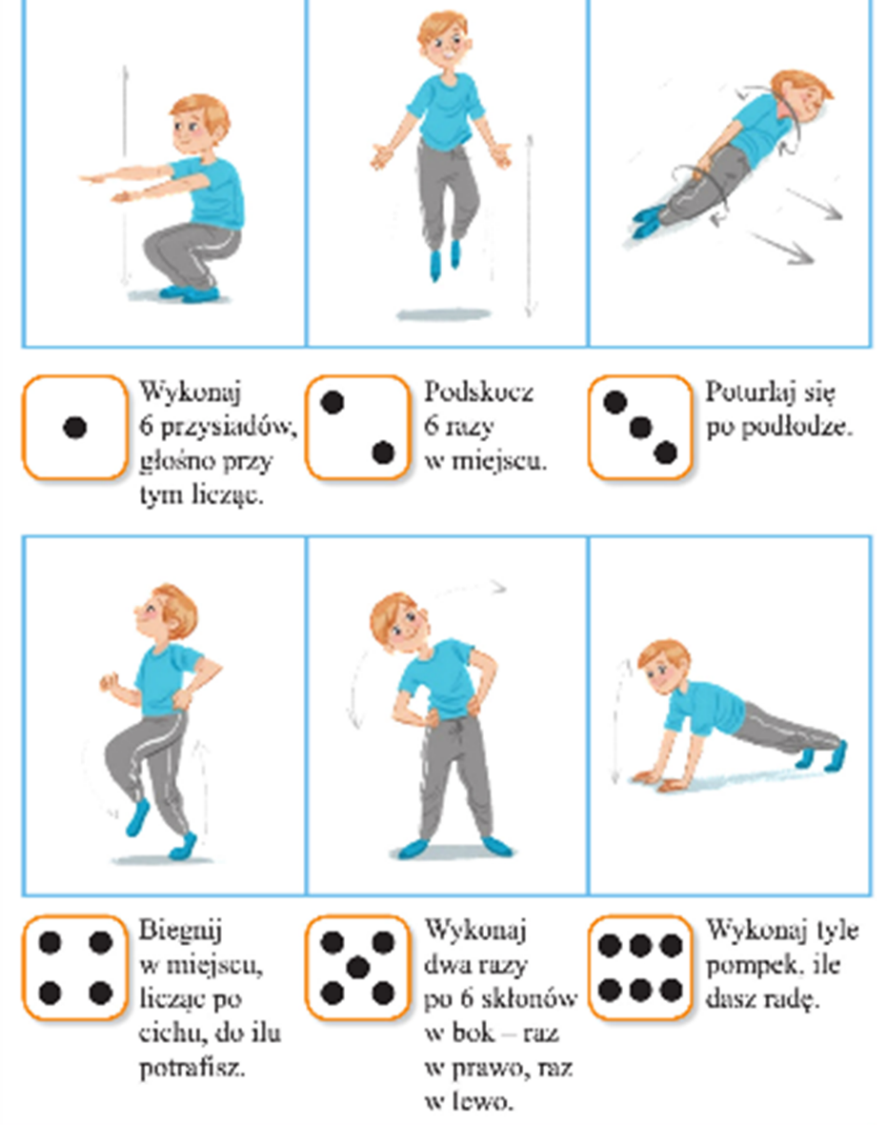 Wykonaj
6 przysiadów,
głośno przy
tym licząc.
Podskocz
6 razy
w miejscu.
Poturlaj się
po podłodze.
Biegnij
w miejscu,
licząc po
cichu, do ilu
potrafisz.
Wykonaj
dwa razy
po 6 skłonów
w bok – raz
w prawo, raz
w lewo.
Wykonaj tyle
pompek, ile
dasz radę.